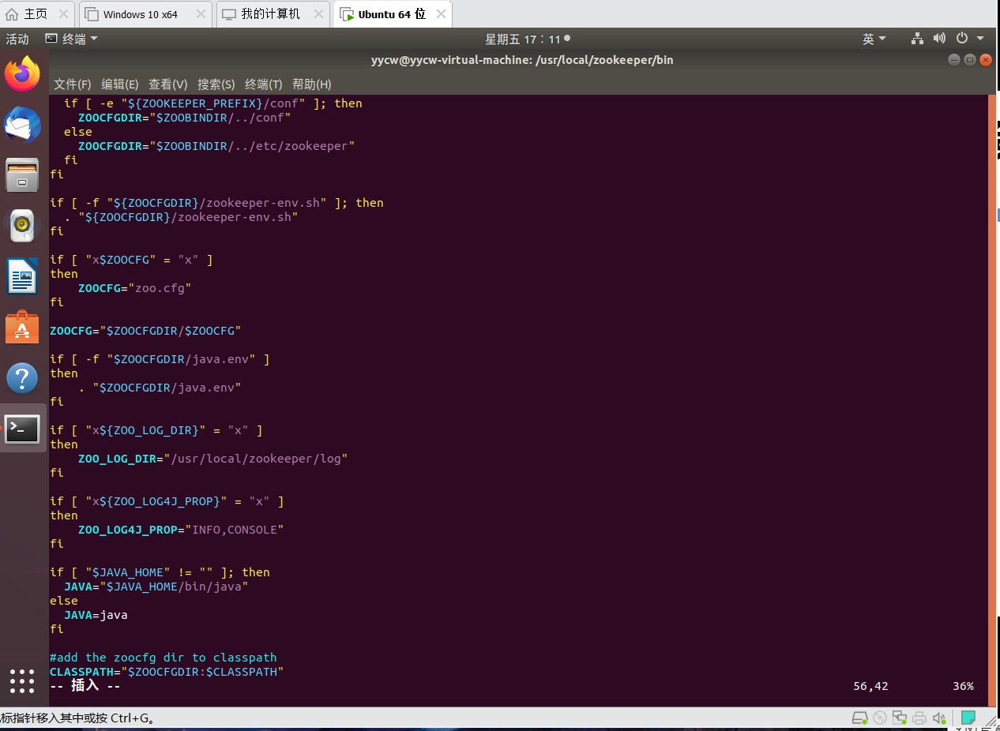 主页
Windows 10 x64
我的计算机
Ubuntu 64 位
活动
终端
星期五 17：11
英
yycw@yycw-virtual-machine: /usr/local/zookeeper/bin
文件(F) 编辑(E) 查看(V) 搜索(S) 终端(T) 帮助(H)
  if [ -e "${ZOOKEEPER_PREFIX}/conf" ]; then
    ZOOCFGDIR="$ZOOBINDIR/../conf"
  else
    ZOOCFGDIR="$ZOOBINDIR/../etc/zookeeper"
  fi
fi
if [ -f "${ZOOCFGDIR}/zookeeper-env.sh" ]; then
  . "${ZOOCFGDIR}/zookeeper-env.sh"
fi
if [ "x$ZOOCFG" = "x" ]
then
    ZOOCFG="zoo.cfg"
fi
ZOOCFG="$ZOOCFGDIR/$ZOOCFG"
if [ -f "$ZOOCFGDIR/java.env" ]
then
    . "$ZOOCFGDIR/java.env"
fi
if [ "x${ZOO_LOG_DIR}" = "x" ]
then
    ZOO_LOG_DIR="/usr/local/zookeeper/log"
fi
if [ "x${ZOO_LOG4J_PROP}" = "x" ]
then
    ZOO_LOG4J_PROP="INFO,CONSOLE"
fi
if [ "$JAVA_HOME" != "" ]; then
  JAVA="$JAVA_HOME/bin/java"
else
  JAVA=java
fi
#add the zoocfg dir to classpath
CLASSPATH="$ZOOCFGDIR:$CLASSPATH"
-- 插入 -- 56,42 36%
标指针移入其中或按 Ctrl+G。